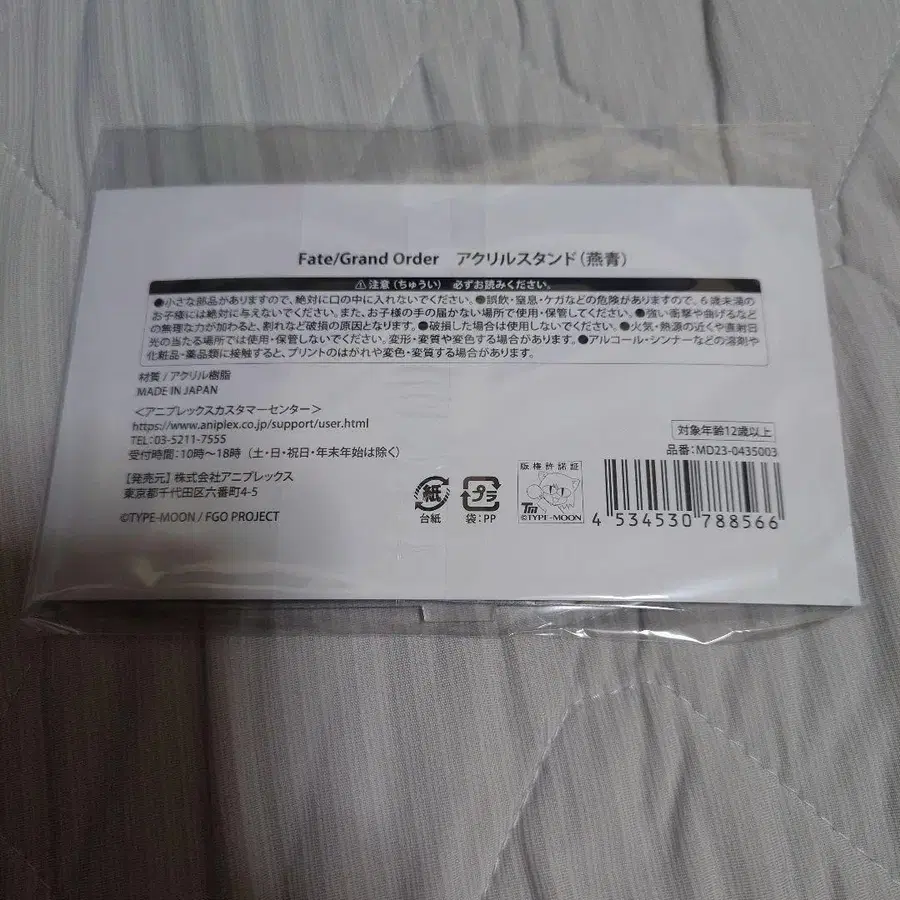 Fate/Grand Order　アクリルスタンド(燕青)
⚠注意(ちゅうい) 必ずお読みください。
●小さな部品がありますので、絶対に口の中に入れないでください。●誤飲・窒息・ケガなどの危険がありますので、6歳未満の
お子様には絶対に与えないでください。また、お子様の手の届かない場所で使用・保管してください。●強い衝撃や曲げるなど
の無理な力が加わると、割れなど破損の原因となります。●破損した場合は使用しないでください。●火気・熱源の近くや直射日
光の当たる場所では使用・保管しないでください。変形・変質や変色する場合があります。●アルコール・シンナーなどの溶剤や
化粧品・薬品類に接触すると、プリントのはがれや変色・変質する場合があります。
材質/アクリル樹脂
MADE IN JAPAN
＜アニプレックスカスタマーセンター＞
https://www.aniplex.co.jp/support/user.html
TEL:03-5211-7555
受付時間:10時～18時(土・日・祝日・年末年始は除く)
【発売元】株式会社アニプレックス
東京都千代田区六番町4-5
©TYPE-MOON / FGO PROJECT
紙
台紙
プラ
袋:PP
版権許諾証
TM
©TYPE-MOON
対象年齢12歳以上
品番:MD23-0435003
4 534530 788566